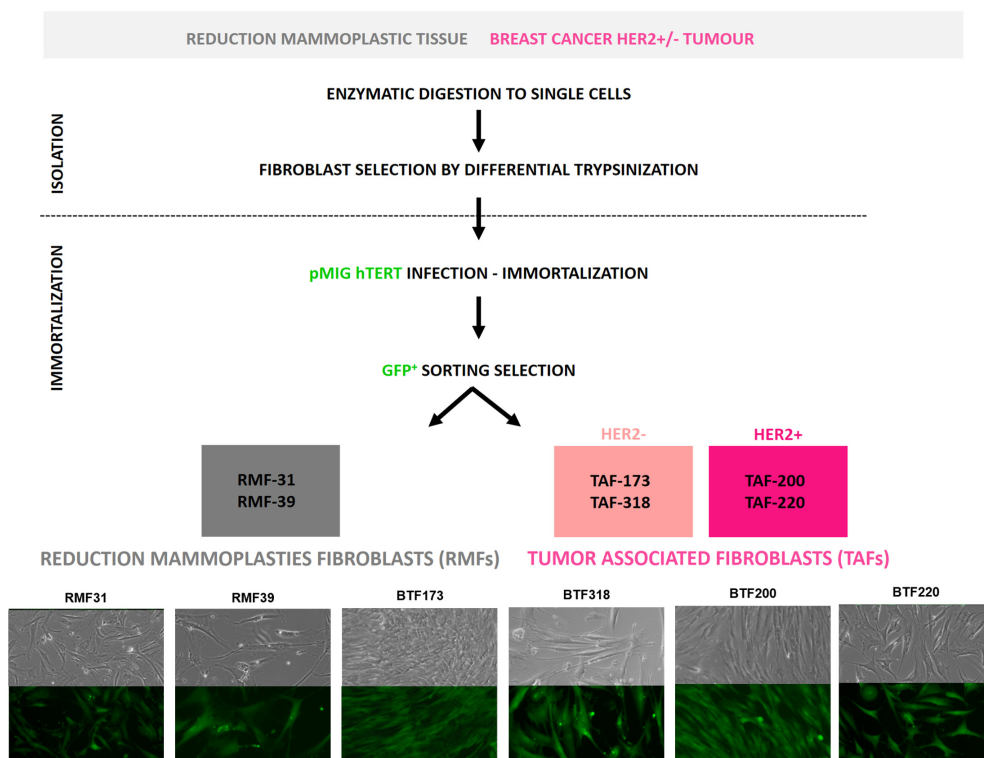 REDUCTION MAMMOPLASTIC TISSUE BREAST CANCER HER2+/- TUMOUR
ENZYMATIC DIGESTION TO SINGLE CELLS
ISOLATION
FIBROBLAST SELECTION BY DIFFERENTIAL TRYPSINIZATION
IMMORTALIZATION
pMIG hTERT INFECTION - IMMORTALIZATION
GFP⁺ SORTING SELECTION
HER2- HER2+
RMF-31 TAF-173 TAF-200
RMF-39 TAF-318 TAF-220
REDUCTION MAMMOPLASTIES FIBROBLASTS (RMFs) TUMOR ASSOCIATED FIBROBLASTS (TAFs)
RMF31 RMF39 BTF173 BTF318 BTF200 BTF220